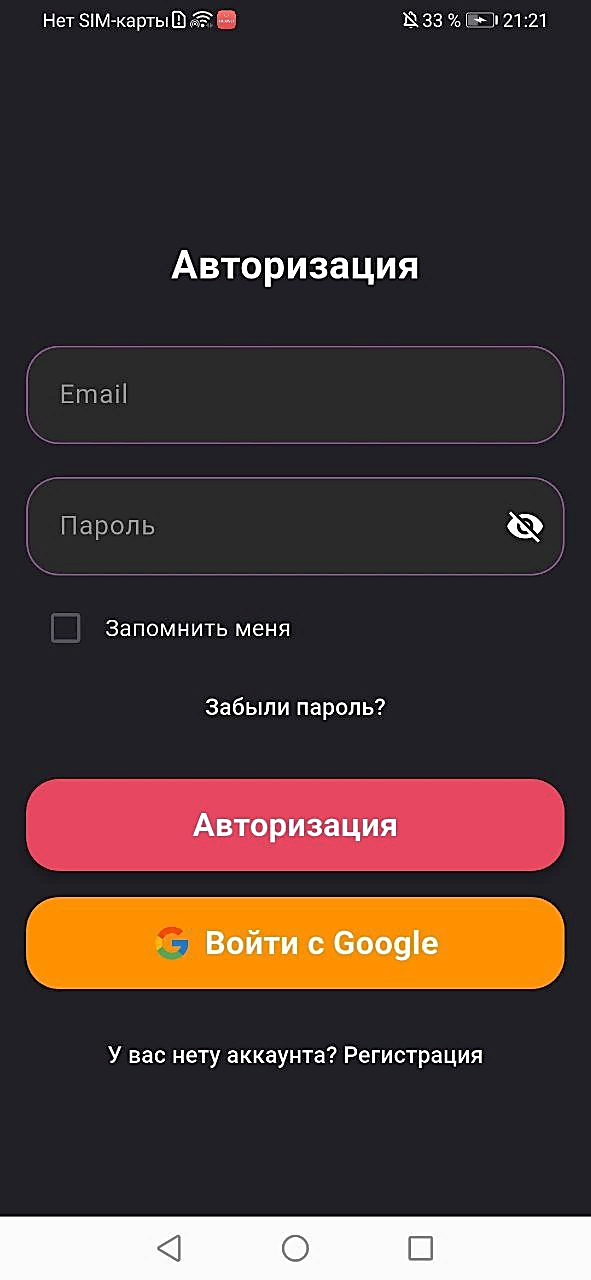 Нет SIM-карты 33 % 21:21
Авторизация
Email
Пароль
Запомнить меня
Забыли пароль?
Авторизация
Войти с Google
У вас нету аккаунта? Регистрация